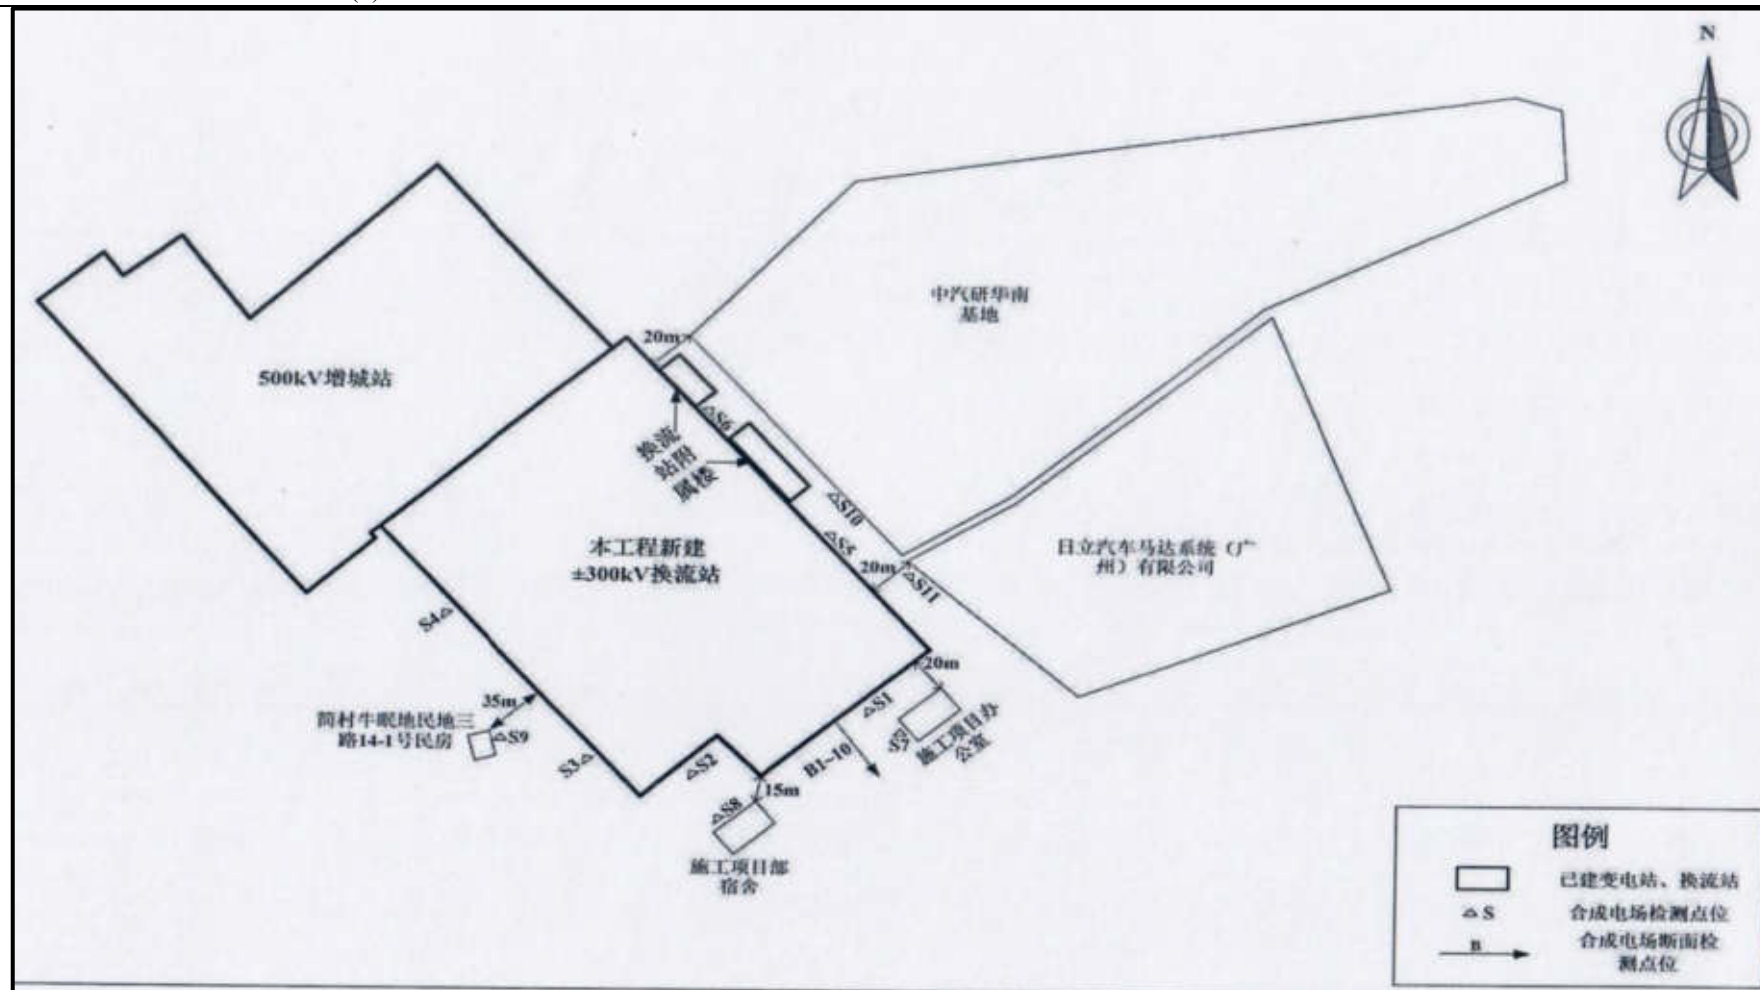 N
中汽研华南
基地
20m
500kV增城站
S6
换流
站附
属楼
S10
本工程新建
±300kV换流站
S5
20m
日立汽车马达系统（广
州）有限公司
S11
S4
20m
35m
S1
简村牛眠地民地三
路14-1号民房
S9
S7
施工项目办
公室
S3
S2
B1~10
15m
S8
施工项目部
宿舍
图例
已建变电站、换流站
S
合成电场检测点位
B
合成电场断面检
测点位